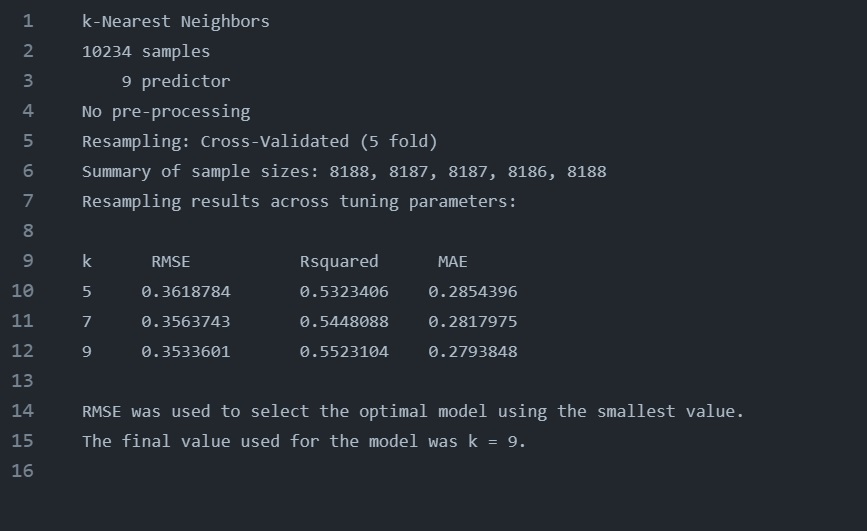 1 k-Nearest Neighbors
2 10234 samples
3 9 predictor
4 No pre-processing
5 Resampling: Cross-Validated (5 fold)
6 Summary of sample sizes: 8188, 8187, 8187, 8186, 8188
7 Resampling results across tuning parameters:
8
9 k RMSE Rsquared MAE
10 5 0.3618784 0.5323406 0.2854396
11 7 0.3563743 0.5448088 0.2817975
12 9 0.3533601 0.5523104 0.2793848
13
14 RMSE was used to select the optimal model using the smallest value.
15 The final value used for the model was k = 9.
16